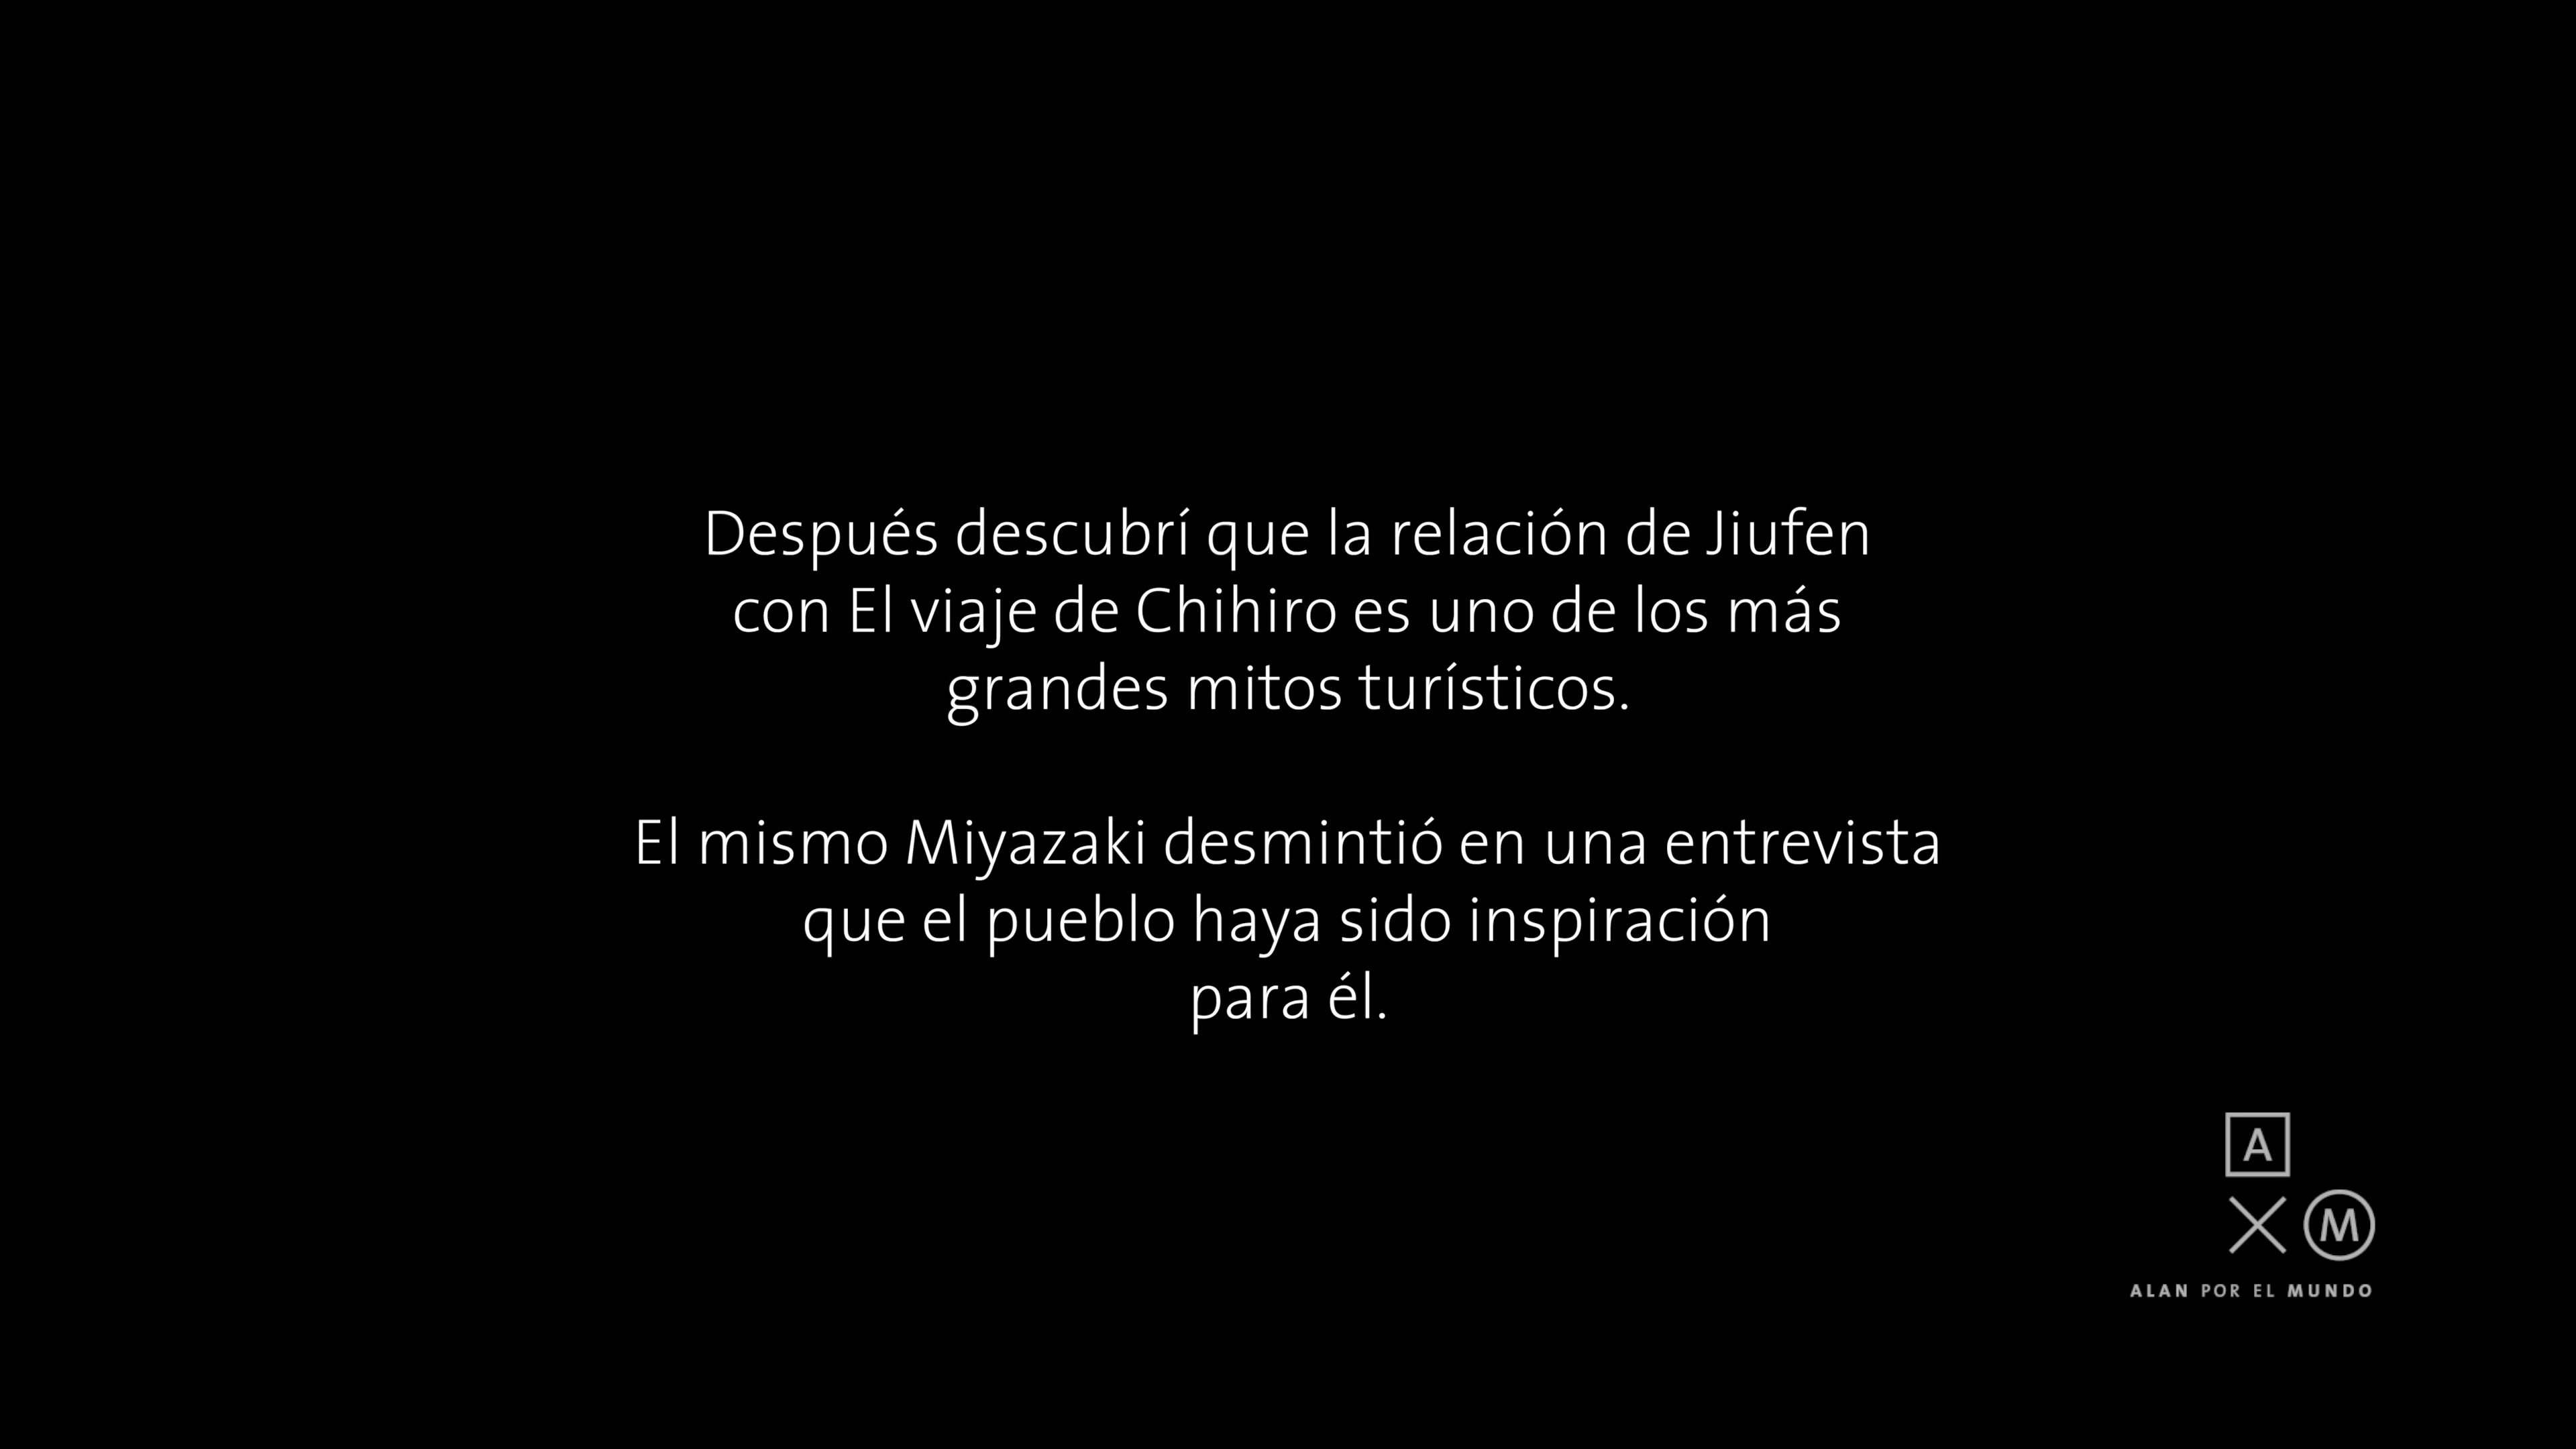 Después descubrí que la relación de Jiufen
con El viaje de Chihiro es uno de los más
grandes mitos turísticos.
El mismo Miyazaki desmintió en una entrevista
que el pueblo haya sido inspiración
para él.
A
X M
ALAN POR EL MUNDO